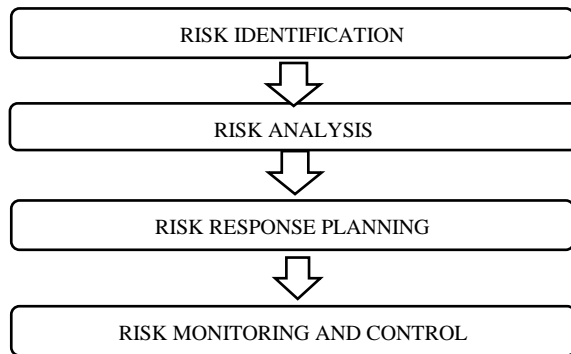 RISK IDENTIFICATION
RISK ANALYSIS
RISK RESPONSE PLANNING
RISK MONITORING AND CONTROL